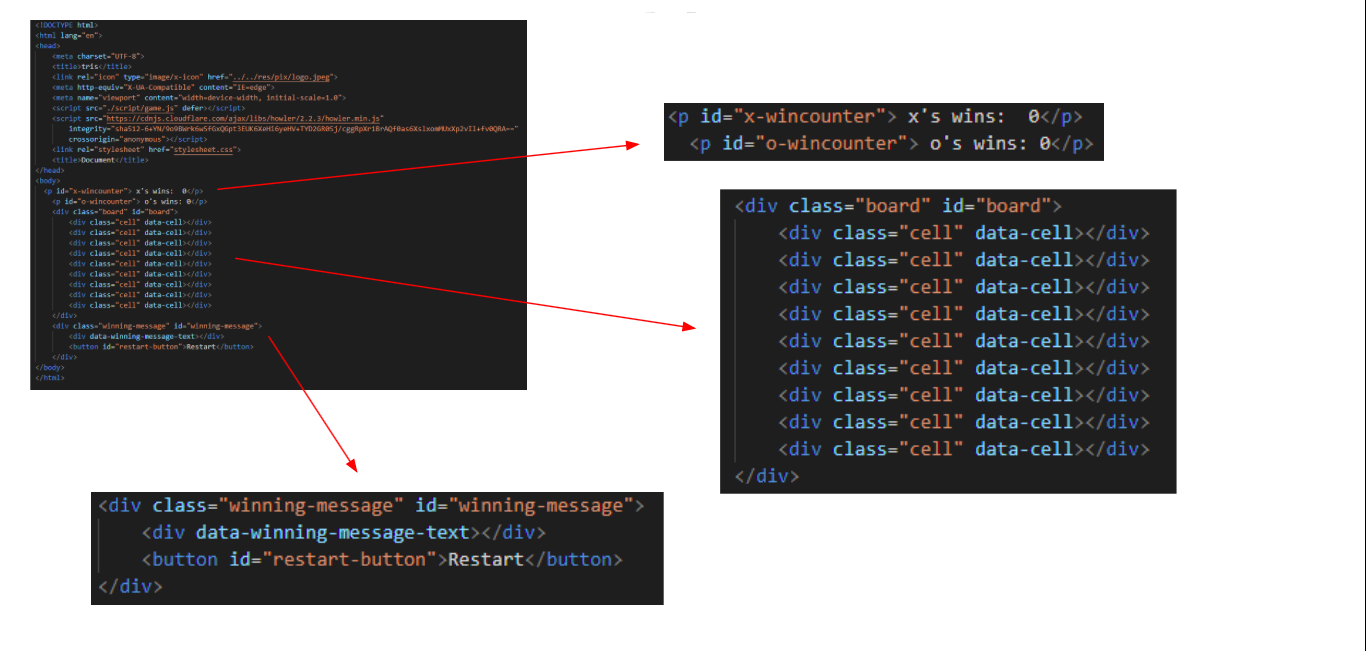 <!DOCTYPE html>
<html lang="en">
<head>
<meta charset="UTF-8">
<title>tris</title>
<link rel="icon" type="image/x-icon" href="../../res/pix/logo.jpeg">
<meta http-equiv="X-UA-Compatible" content="IE=edge">
<meta name="viewport" content="width=device-width, initial-scale=1.0">
<script src="./script/game.js" defer></script>
<script src="https://cdnjs.cloudflare.com/ajax/libs/howler/2.2.3/howler.min.js"
crossorigin="anonymous"></script>
<link rel="stylesheet" href="stylesheet.css">
<title>Document</title>
</head>
<body>
<p id="x-wincounter"> x's wins:  0</p>
<p id="o-wincounter"> o's wins: 0</p>
<div class="board" id="board">
<div class="cell" data-cell></div>
<div class="cell" data-cell></div>
<div class="cell" data-cell></div>
<div class="cell" data-cell></div>
<div class="cell" data-cell></div>
<div class="cell" data-cell></div>
<div class="cell" data-cell></div>
<div class="cell" data-cell></div>
<div class="cell" data-cell></div>
</div>
<div class="winning-message" id="winning-message">
<div data-winning-message-text></div>
<button id="restart-button">Restart</button>
</div>
</body>
</html>
<p id="x-wincounter"> x's wins:  0</p>
<p id="o-wincounter"> o's wins: 0</p>
<div class="board" id="board">
<div class="cell" data-cell></div>
<div class="cell" data-cell></div>
<div class="cell" data-cell></div>
<div class="cell" data-cell></div>
<div class="cell" data-cell></div>
<div class="cell" data-cell></div>
<div class="cell" data-cell></div>
<div class="cell" data-cell></div>
<div class="cell" data-cell></div>
</div>
<div class="winning-message" id="winning-message">
<div data-winning-message-text></div>
<button id="restart-button">Restart</button>
</div>